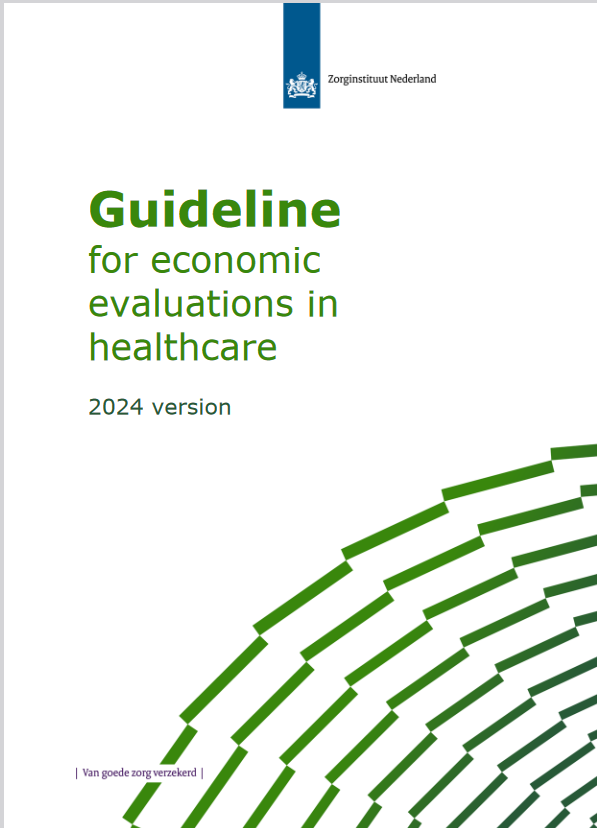 Zorginstituut Nederland
Guideline
for economic
evaluations in
healthcare
2024 version
| Van goede zorg verzekerd |